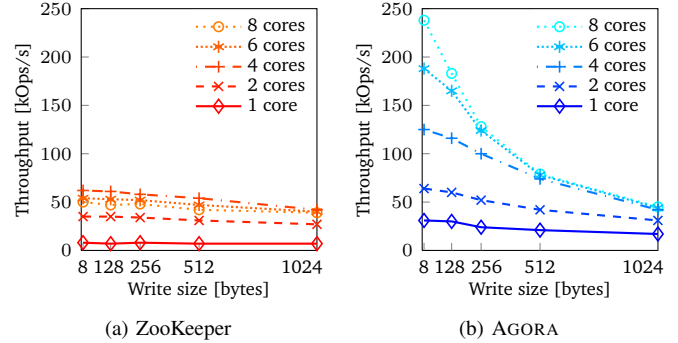 250
200
150
100
50
0
Throughput [kOps/s]
8 cores
6 cores
4 cores
2 cores
1 core
8 128 256 512 1024
Write size [bytes]
(a) ZooKeeper
250
200
150
100
50
0
Throughput [kOps/s]
8 cores
6 cores
4 cores
2 cores
1 core
8 128 256 512 1024
Write size [bytes]
(b) AGORA